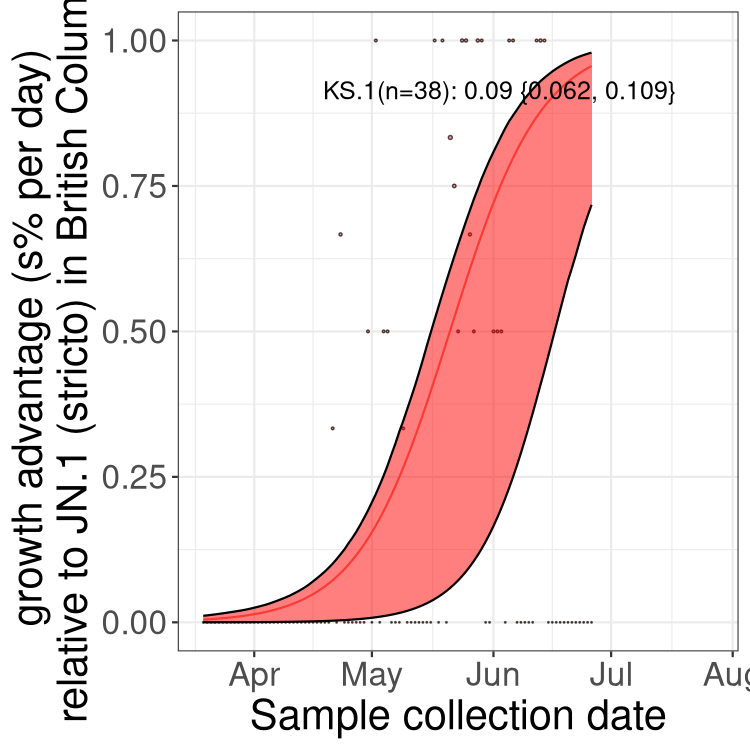 growth advantage (s% per day)
relative to JN.1 (stricto) in British Colum
1.00
0.75
0.50
0.25
0.00
KS.1(n=38): 0.09 {0.062, 0.109}
Apr May Jun Jul Aug
Sample collection date